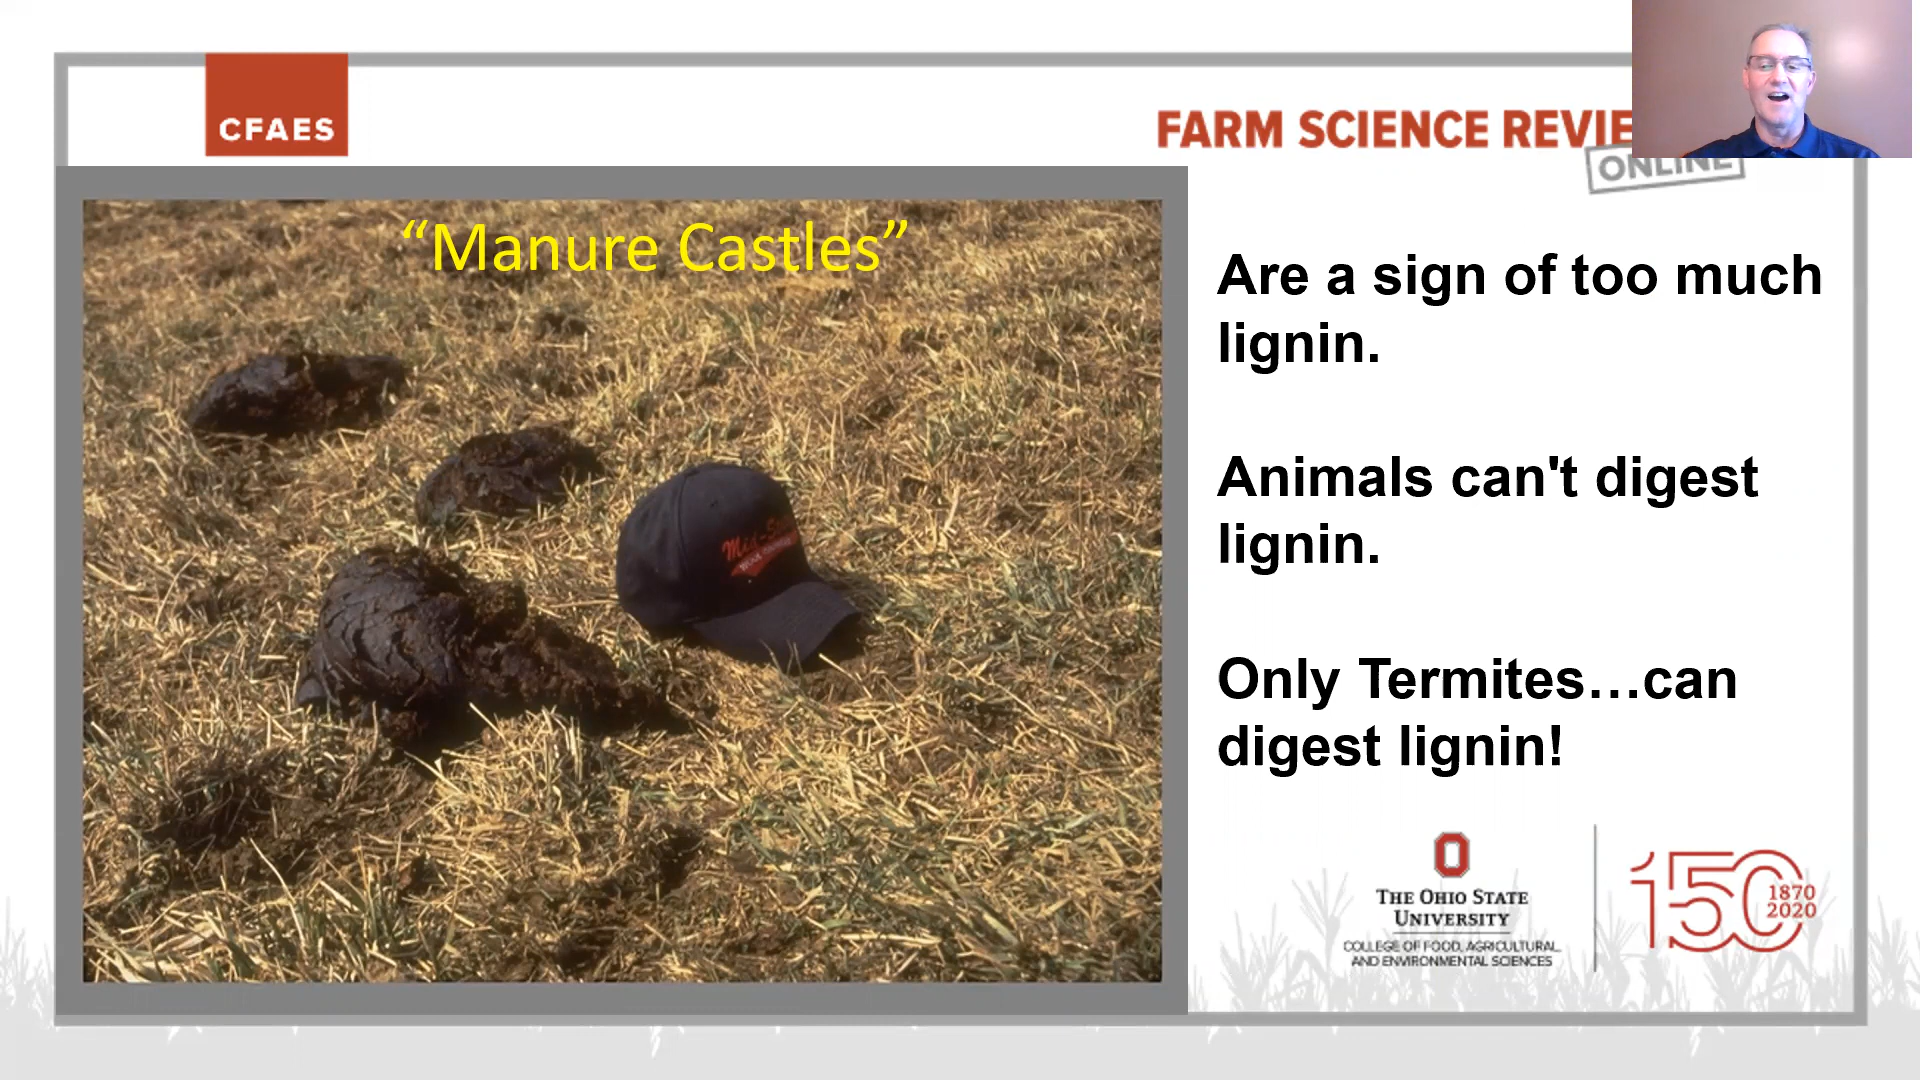 CFAES
FARM SCIENCE REVIE
ONLINE
“Manure Castles”
Are a sign of too much
lignin.
Animals can't digest
lignin.
Only Termites…can
digest lignin!
THE OHIO STATE
UNIVERSITY
COLLEGE OF FOOD, AGRICULTURAL,
AND ENVIRONMENTAL SCIENCES
150
1870
2020